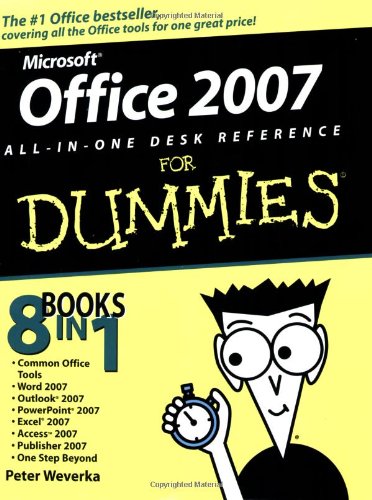 The #1 Office bestseller,
covering all the Office tools for one great price!
Microsoft®
Office 2007
ALL-IN-ONE DESK REFERENCE
FOR
DUMMIES®
8 BOOKS
IN 1
• Common Office
Tools
• Word 2007
• Outlook® 2007
• PowerPoint® 2007
• Excel® 2007
• Access™ 2007
• Publisher 2007
• One Step Beyond
Peter Weverka